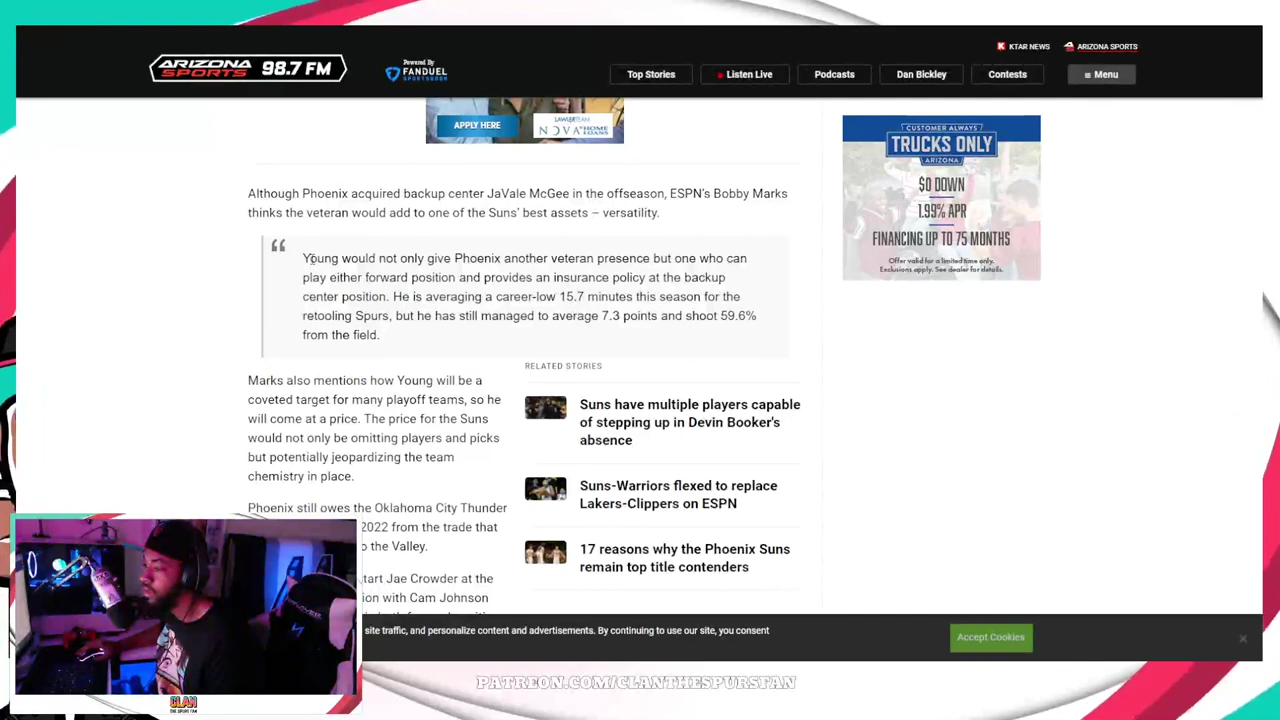 KTAR NEWS
ARIZONA SPORTS
ARIZONA SPORTS 98.7 FM
Powered By
FANDUEL
SPORTSBOOK
Top Stories
Listen Live
Podcasts
Dan Bickley
Contests
Menu
APPLY HERE
LAWLERTEAM
NOVA HOME LOANS
CUSTOMER ALWAYS
TRUCKS ONLY
ARIZONA
$0 DOWN
1.99% APR
FINANCING UP TO 75 MONTHS
Offer valid for a limited time only.
Exclusions apply. See dealer for details.
Although Phoenix acquired backup center JaVale McGee in the offseason, ESPN's Bobby Marks
thinks the veteran would add to one of the Suns' best assets – versatility.
“
Young would not only give Phoenix another veteran presence but one who can
play either forward position and provides an insurance policy at the backup
center position. He is averaging a career-low 15.7 minutes this season for the
retooling Spurs, but he has still managed to average 7.3 points and shoot 59.6%
from the field.
Marks also mentions how Young will be a
coveted target for many playoff teams, so he
will come at a price. The price for the Suns
would not only be omitting players and picks
but potentially jeopardizing the team
chemistry in place.
Phoenix still owes the Oklahoma City Thunder
2022 from the trade that
o the Valley.
tart Jae Crowder at the
ion with Cam Johnson
RELATED STORIES
Suns have multiple players capable
of stepping up in Devin Booker's
absence
Suns-Warriors flexed to replace
Lakers-Clippers on ESPN
17 reasons why the Phoenix Suns
remain top title contenders
site traffic, and personalize content and advertisements. By continuing to use our site, you consent
Accept Cookies
CLAN
THE SPURS FAN
PATREON.COM/CLANTHESPURSFAN